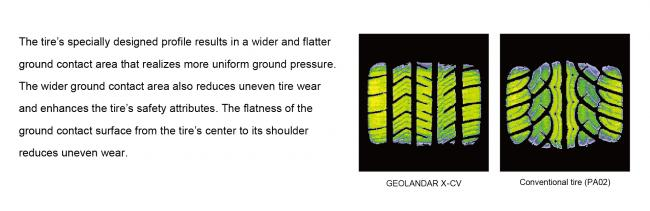 The tire's specially designed profile results in a wider and flatter
ground contact area that realizes more uniform ground pressure.
The wider ground contact area also reduces uneven tire wear
and enhances the tire's safety attributes. The flatness of the
ground contact surface from the tire's center to its shoulder
reduces uneven wear.
GEOLANDAR X-CV
Conventional tire (PA02)